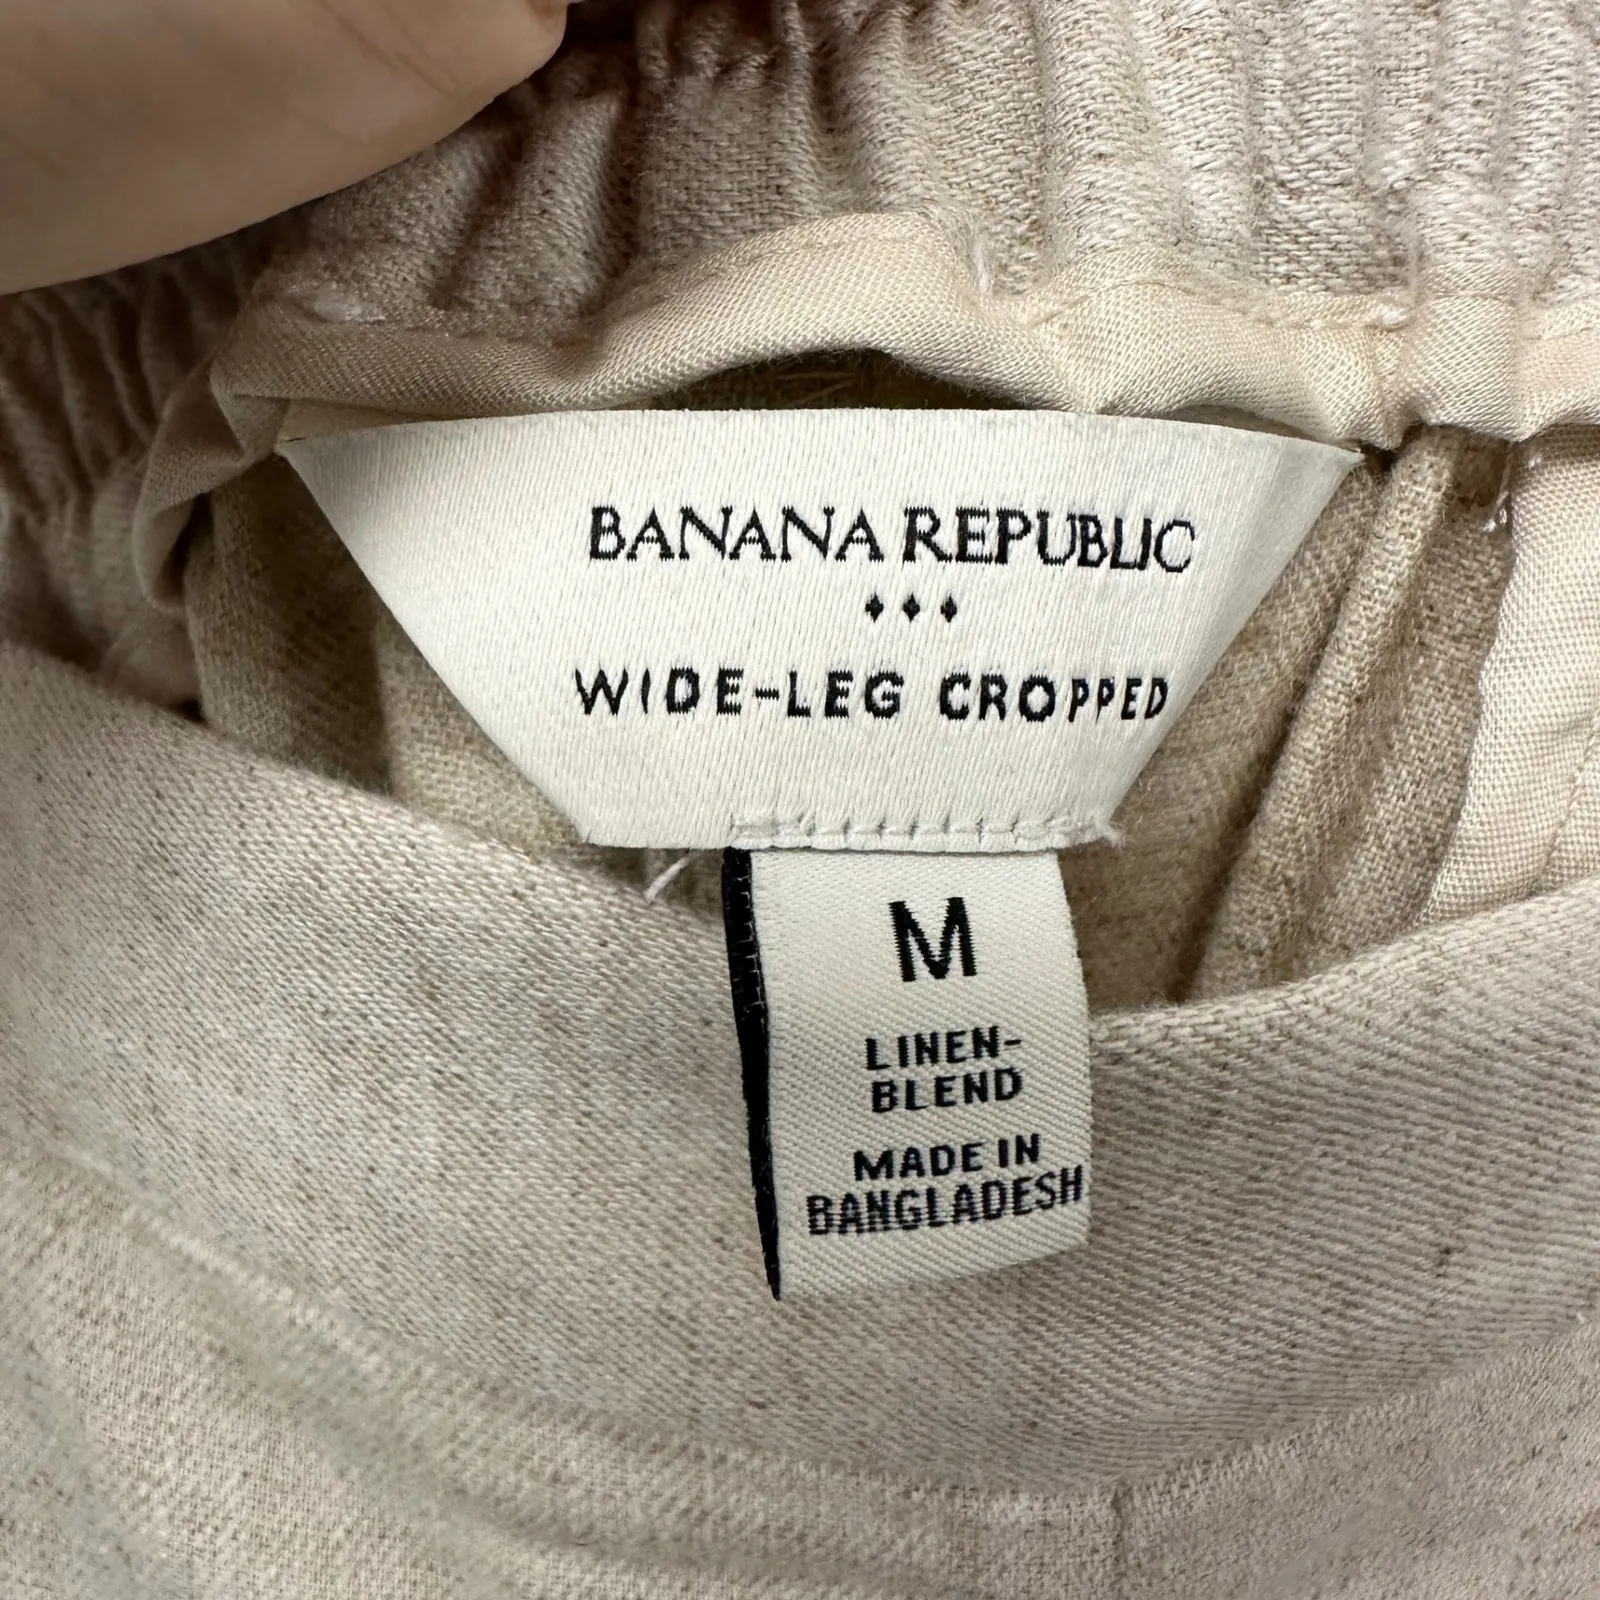 BANANA REPUBLIC
WIDE-LEG CROPPED
M
LINEN-
BLEND
MADE IN
BANGLADESH